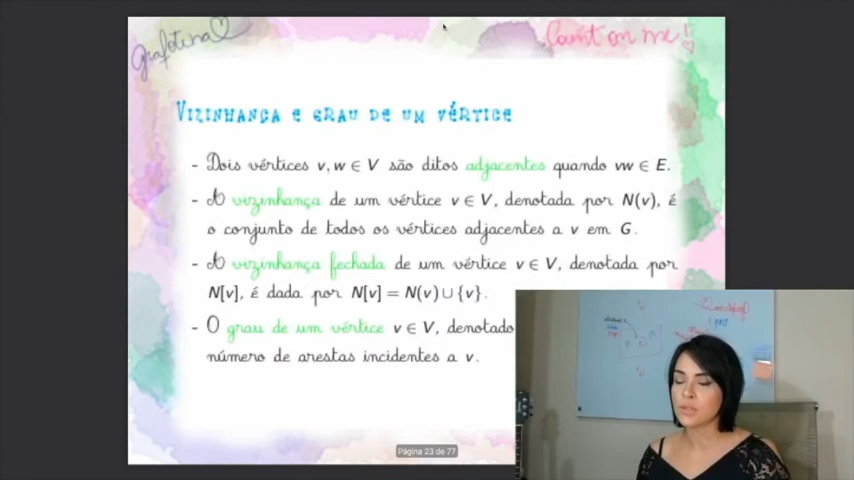 Grafetina
Count on me!
Vizinhança e grau de um vértice
- Dois vértices v, w ∈ V são ditos adjacentes quando vw ∈ E.
- A vizinhança de um vértice v ∈ V, denotada por N(v), é
o conjunto de todos os vértices adjacentes a v em G.
- A vizinhança fechada de um vértice v ∈ V, denotada por
N[v], é dada por N[v] = N(v) ∪ {v}.
- O grau de um vértice v ∈ V, denotado
número de arestas incidentes a v.
Página 23 de 77